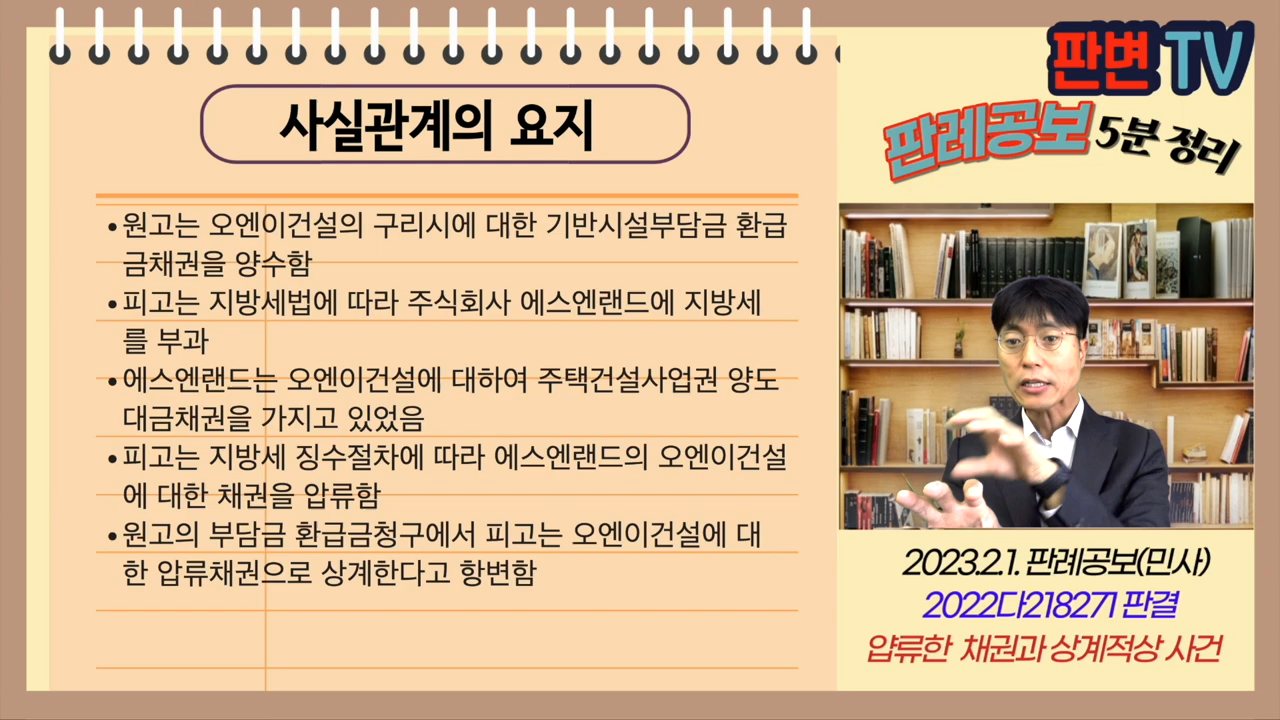 판변 TV
판례공보 5분 정리
사실관계의 요지
•원고는 오엔이건설의 구리시에 대한 기반시설부담금 환급
금채권을 양수함
•피고는 지방세법에 따라 주식회사 에스엔랜드에 지방세
를 부과
•에스엔랜드는 오엔이건설에 대하여 주택건설사업권 양도
대금채권을 가지고 있었음
•피고는 지방세 징수절차에 따라 에스엔랜드의 오엔이건설
에 대한 채권을 압류함
•원고의 부담금 환급금청구에서 피고는 오엔이건설에 대
한 압류채권으로 상계한다고 항변함
2023.2.1. 판례공보(민사)
2022다218271 판결
얍류한 채권과 상계적상 사건